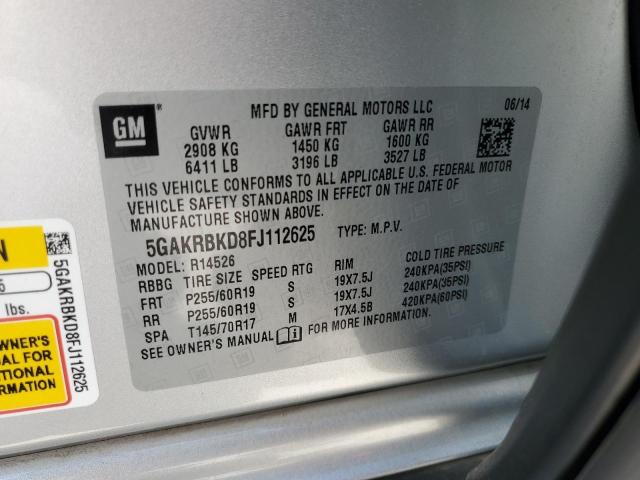 GM
MFD BY GENERAL MOTORS LLC 06/14
GVWR GAWR FRT GAWR RR
2908 KG 1450 KG 1600 KG
6411 LB 3196 LB 3527 LB
THIS VEHICLE CONFORMS TO ALL APPLICABLE U.S. FEDERAL MOTOR
VEHICLE SAFETY STANDARDS IN EFFECT ON THE DATE OF
MANUFACTURE SHOWN ABOVE.
5GAKRBKD8FJ112625 TYPE: M.P.V.
MODEL: R14526
RBBG TIRE SIZE SPEED RTG RIM COLD TIRE PRESSURE
FRT P255/60R19 S 19X7.5J 240KPA(35PSI)
RR P255/60R19 S 19X7.5J 240KPA(35PSI)
SPA T145/70R17 M 17X4.5B 420KPA(60PSI)
SEE OWNER'S MANUAL FOR MORE INFORMATION.
lbs.
OWNER'S
MANUAL FOR
INFORMATION
5GAKRBKD8FJ112625